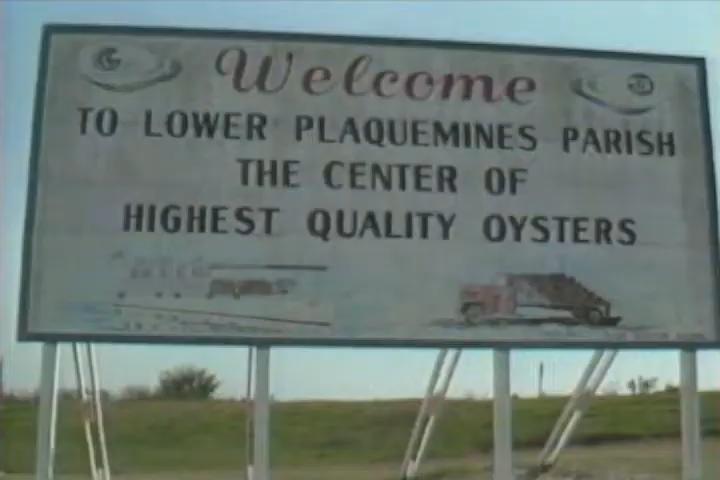 Welcome
TO LOWER PLAQUEMINES PARISH
THE CENTER OF
HIGHEST QUALITY OYSTERS